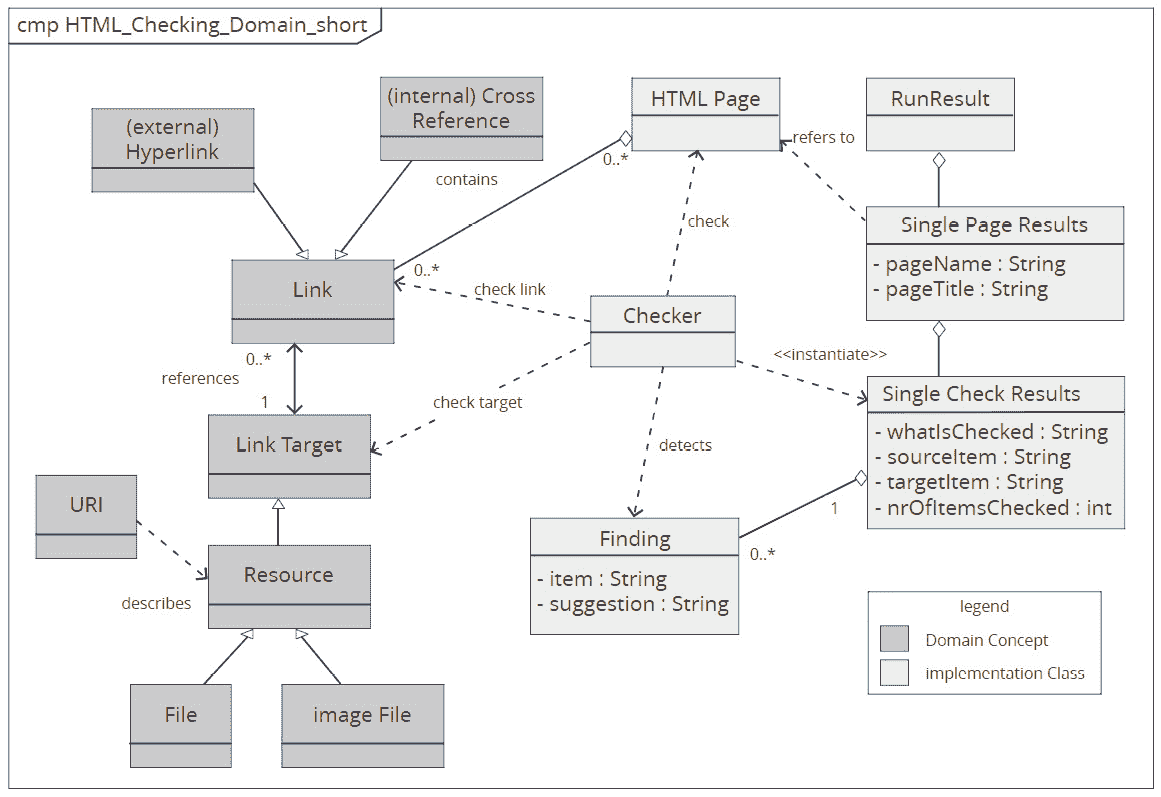 cmp HTML_Checking_Domain_short
(external)
Hyperlink
(internal) Cross
Reference
HTML Page
RunResult
0..*
refers to
contains
check
Single Page Results
- pageName : String
- pageTitle : String
Link
0..*
check link
Checker
<<instantiate>>
0..*
references
1
check target
Single Check Results
- whatIsChecked : String
- sourceItem : String
- targetItem : String
- nrOfItemsChecked : int
Link Target
detects
1
URI
Finding
0..*
- item : String
- suggestion : String
Resource
describes
legend
Domain Concept
implementation Class
File
image File